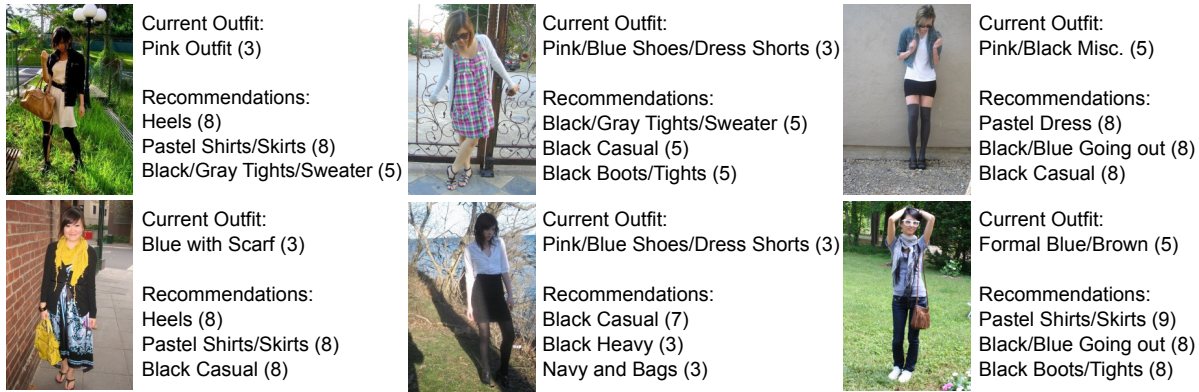 Current Outfit:
Pink Outfit (3)
Recommendations:
Heels (8)
Pastel Shirts/Skirts (8)
Black/Gray Tights/Sweater (5)
Current Outfit:
Pink/Blue Shoes/Dress Shorts (3)
Recommendations:
Black/Gray Tights/Sweater (5)
Black Casual (5)
Black Boots/Tights (5)
Current Outfit:
Pink/Black Misc. (5)
Recommendations:
Pastel Dress (8)
Black/Blue Going out (8)
Black Casual (8)
Current Outfit:
Blue with Scarf (3)
Recommendations:
Heels (8)
Pastel Shirts/Skirts (8)
Black Casual (8)
Current Outfit:
Pink/Blue Shoes/Dress Shorts (3)
Recommendations:
Black Casual (7)
Black Heavy (3)
Navy and Bags (3)
Current Outfit:
Formal Blue/Brown (5)
Recommendations:
Pastel Shirts/Skirts (9)
Black/Blue Going out (8)
Black Boots/Tights (8)